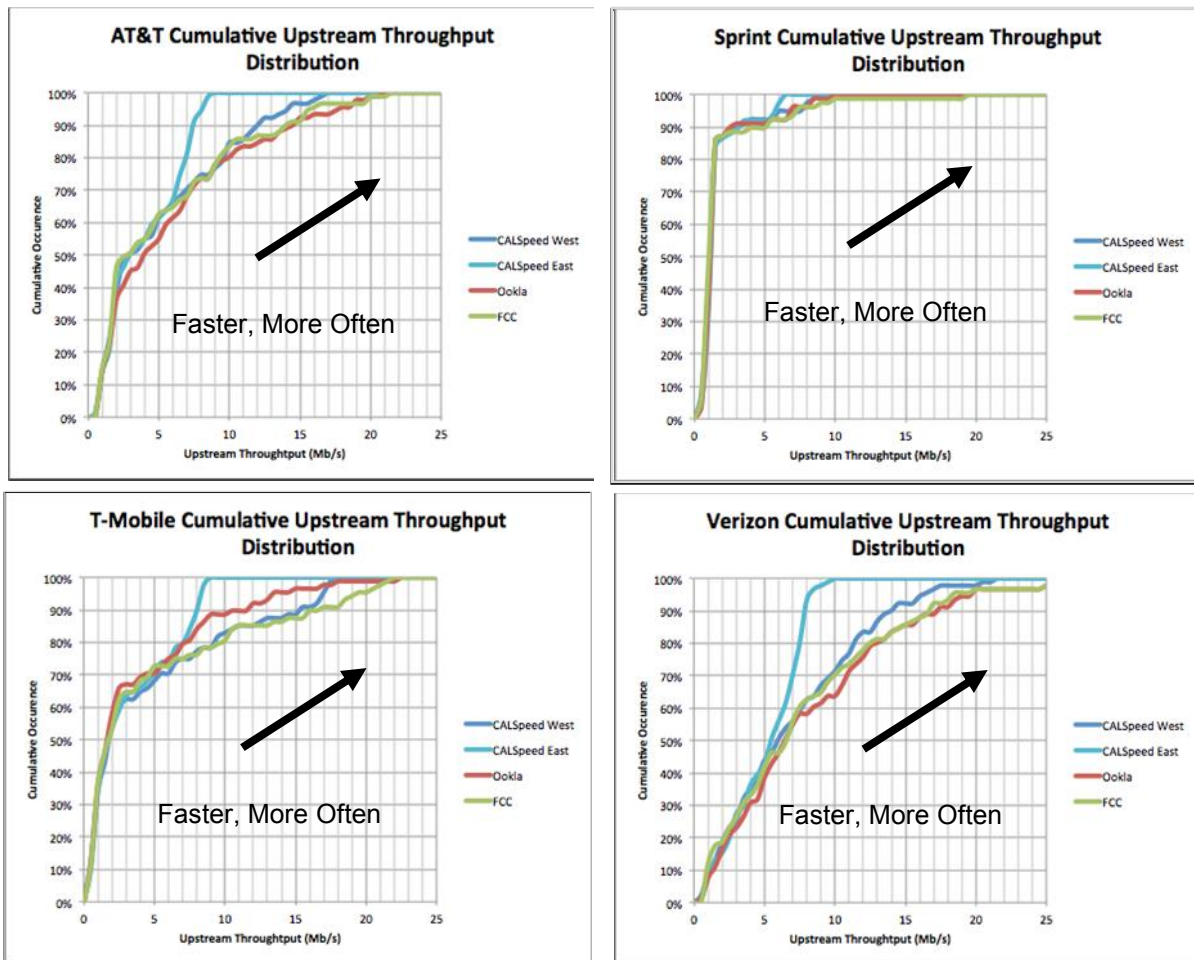 AT&T Cumulative Upstream Throughput
Distribution
100%
90%
80%
70%
60%
50%
40%
30%
20%
10%
0%
Cumulative Occurence
0 5 10 15 20 25
Upstream Throughtput (Mb/s)
CALSpeed West
CALSpeed East
Ookla
FCC
Faster, More Often
Sprint Cumulative Upstream Throughput
Distribution
100%
90%
80%
70%
60%
50%
40%
30%
20%
10%
0%
Cumulative Occurence
0 5 10 15 20 25
Upstream Throughtput (Mb/s)
CALSpeed West
CALSpeed East
Ookla
FCC
Faster, More Often
T-Mobile Cumulative Upstream Throughput
Distribution
100%
90%
80%
70%
60%
50%
40%
30%
20%
10%
0%
Cumulative Occurence
0 5 10 15 20 25
Upstream Throughtput (Mb/s)
CALSpeed West
CALSpeed East
Ookla
FCC
Faster, More Often
Verizon Cumulative Upstream Throughput
Distribution
100%
90%
80%
70%
60%
50%
40%
30%
20%
10%
0%
Cumulative Occurence
0 5 10 15 20 25
Upstream Throughtput (Mb/s)
CALSpeed West
CALSpeed East
Ookla
FCC
Faster, More Often